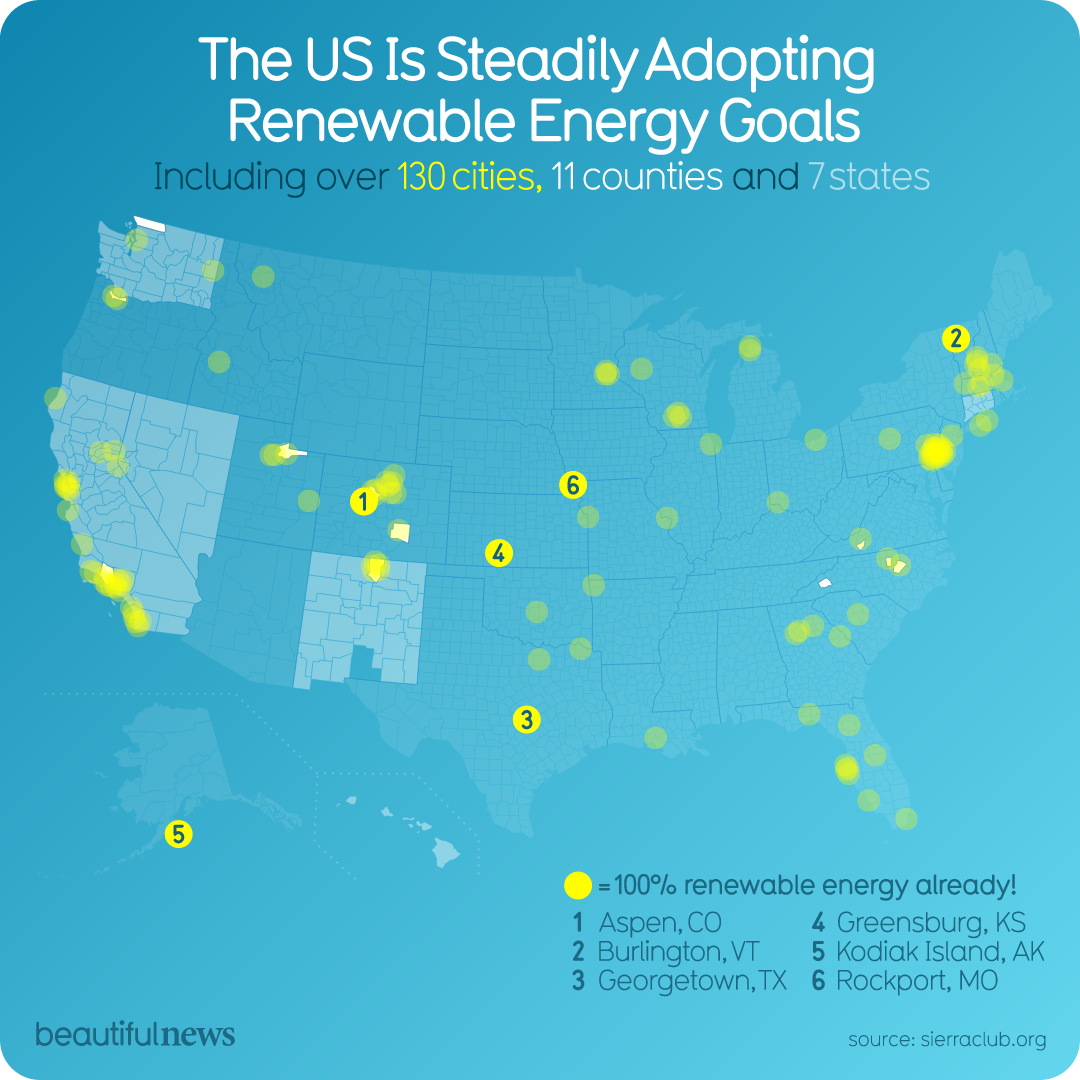 The US Is Steadily Adopting
Renewable Energy Goals
Including over 130 cities, 11 counties and 7 states
2
1
6
4
3
5
= 100% renewable energy already!
1 Aspen, CO
2 Burlington, VT
3 Georgetown, TX
4 Greensburg, KS
5 Kodiak Island, AK
6 Rockport, MO
beautifulnews
source: sierraclub.org